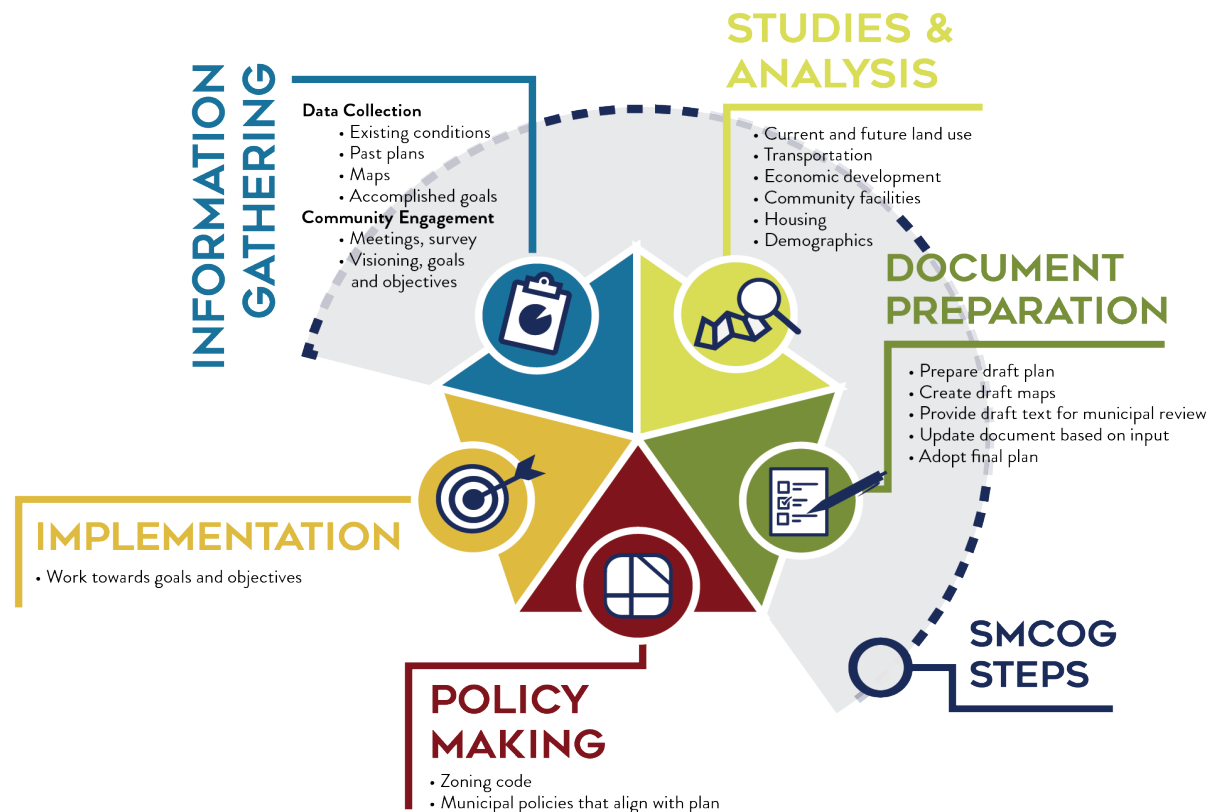 INFORMATION
GATHERING
Data Collection
• Existing conditions
• Past plans
• Maps
• Accomplished goals
Community Engagement
• Meetings, survey
• Visioning, goals
and objectives
STUDIES &
ANALYSIS
• Current and future land use
• Transportation
• Economic development
• Community facilities
• Housing
• Demographics
DOCUMENT
PREPARATION
• Prepare draft plan
• Create draft maps
• Provide draft text for municipal review
• Update document based on input
• Adopt final plan
SMCOG
STEPS
POLICY
MAKING
• Zoning code
• Municipal policies that align with plan
IMPLEMENTATION
• Work towards goals and objectives